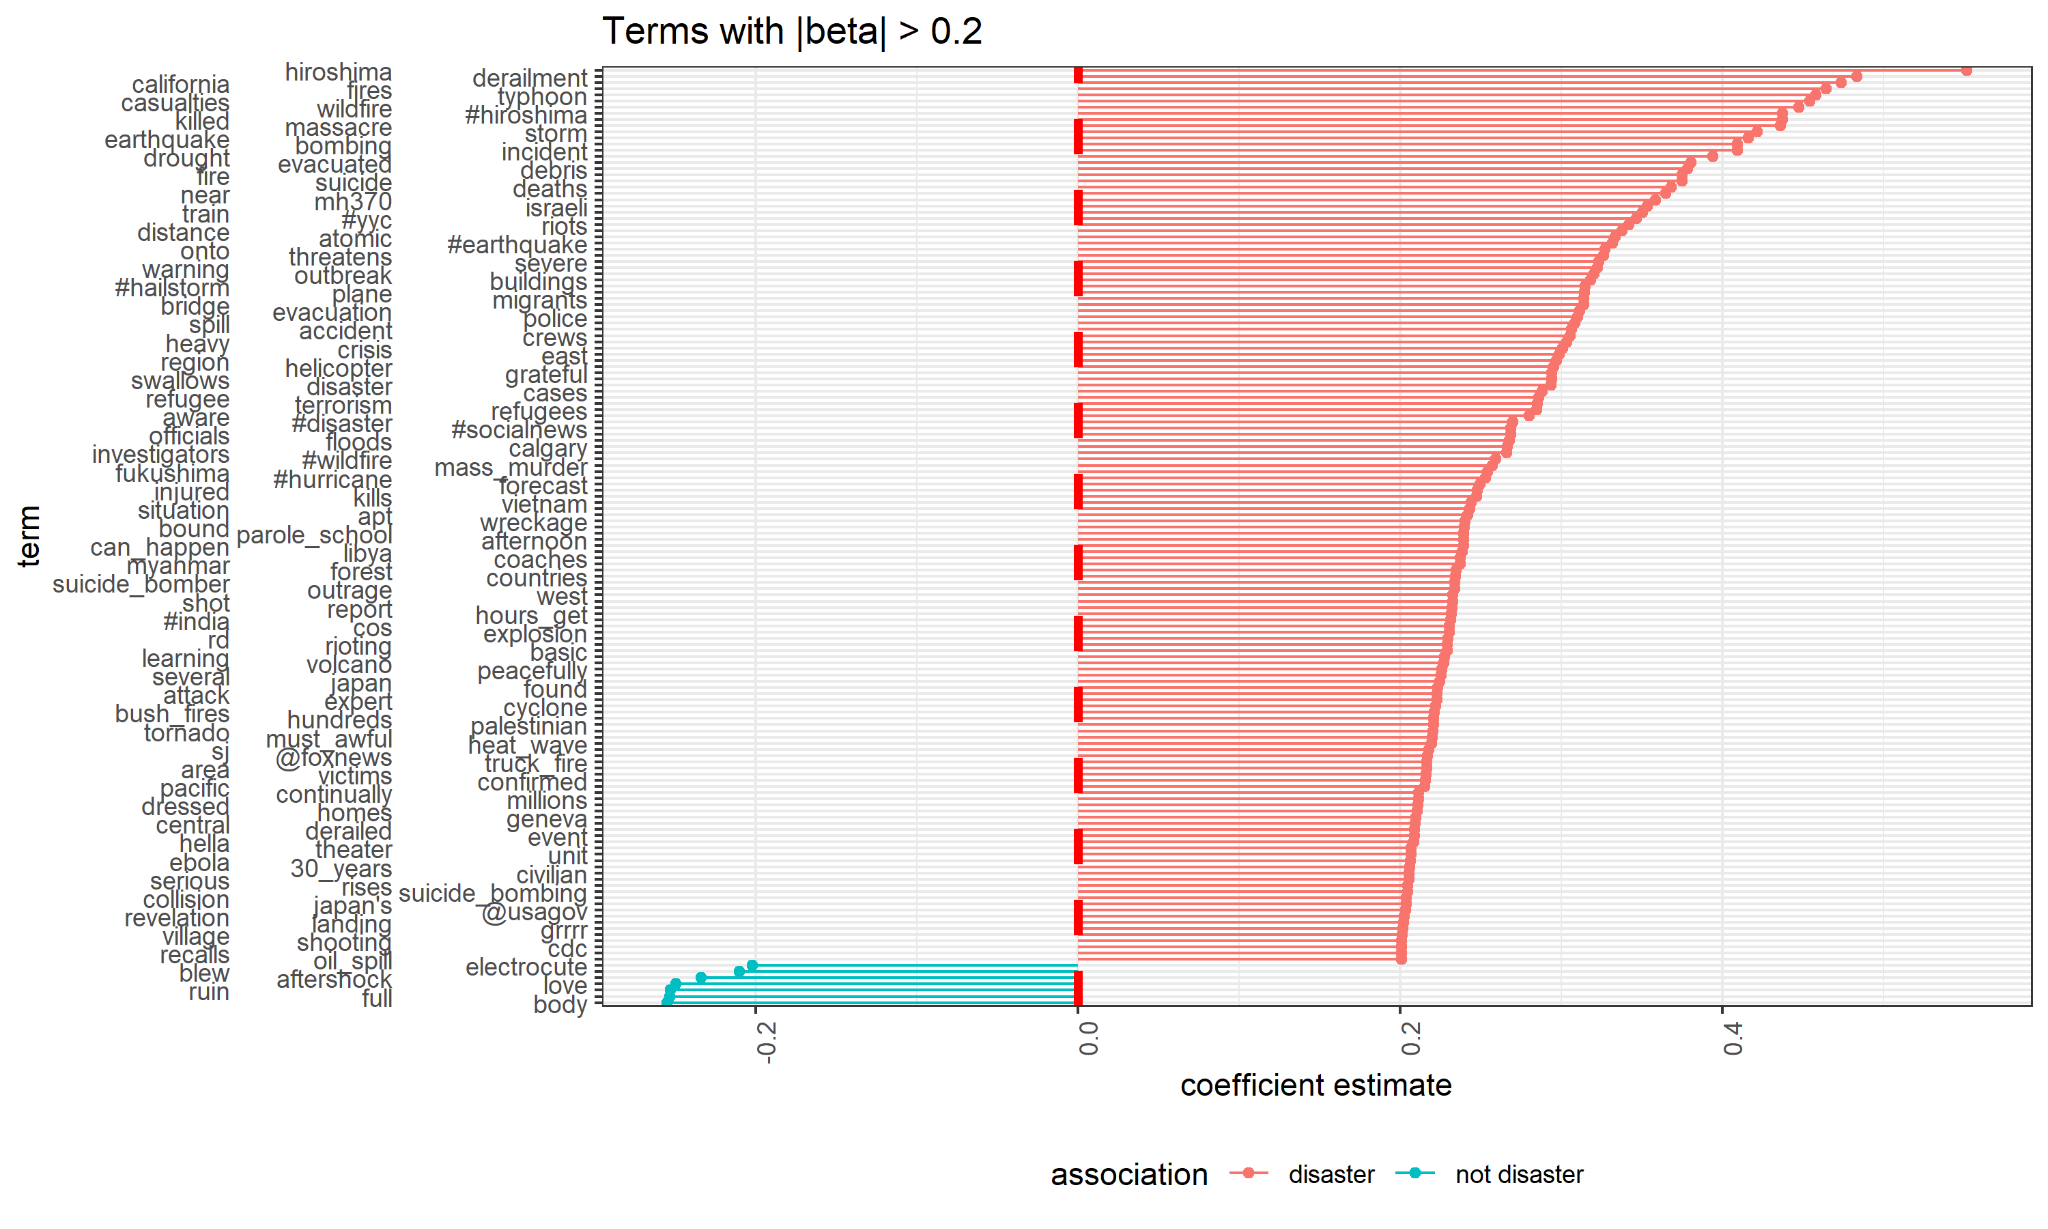 Terms with |beta| > 0.2
term
california
casualties
killed
earthquake
drought
fire
near
train
distance
onto
warning
#hailstorm
bridge
spill
heavy
region
swallows
refugee
aware
officials
investigators
fukushima
injured
situation
bound
can_happen
myanmar
suicide_bomber
shot
#india
rd
learning
several
attack
bush_fires
tornado
sj
area
pacific
dressed
central
hella
ebola
serious
collision
revelation
village
recalls
blew
ruin
hiroshima
fires
wildfire
massacre
bombing
evacuated
suicide
mh370
#yyc
atomic
threatens
outbreak
plane
evacuation
accident
crisis
helicopter
disaster
terrorism
#disaster
floods
#wildfire
#hurricane
kills
apt
parole_school
libya
forest
outrage
report
cos
rioting
volcano
japan
expert
hundreds
must_awful
@foxnews
victims
continually
homes
derailed
theater
30_years
rises
japan's
landing
shooting
oil_spill
aftershock
full
derailment
typhoon
#hiroshima
storm
incident
debris
deaths
israeli
riots
#earthquake
severe
buildings
migrants
police
crews
east
grateful
cases
refugees
#socialnews
calgary
mass_murder
forecast
vietnam
wreckage
afternoon
coaches
countries
west
hours_get
explosion
basic
peacefully
found
cyclone
palestinian
heat_wave
truck_fire
confirmed
millions
geneva
event
unit
civilian
suicide_bombing
@usagov
grrrr
cdc
electrocute
love
body
-0.2
0.0
0.2
0.4
coefficient estimate
association
disaster
not disaster